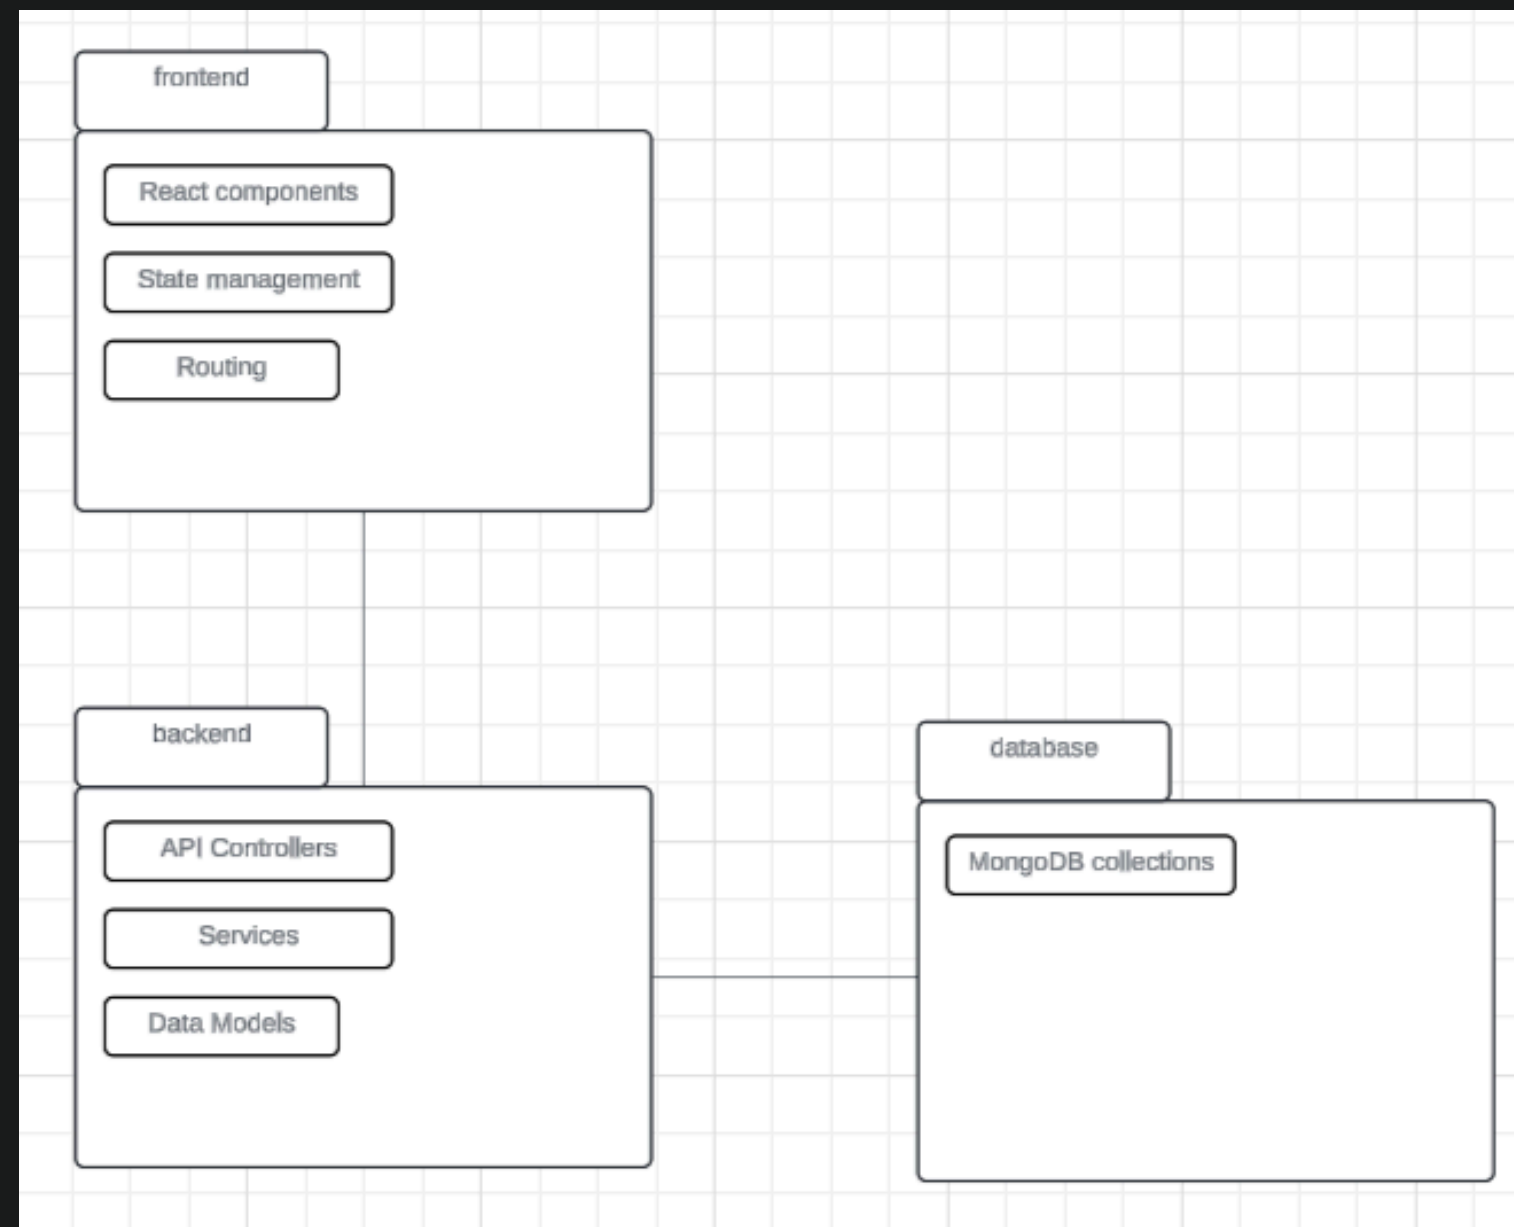 frontend
React components
State management
Routing
backend
API Controllers
Services
Data Models
database
MongoDB collections